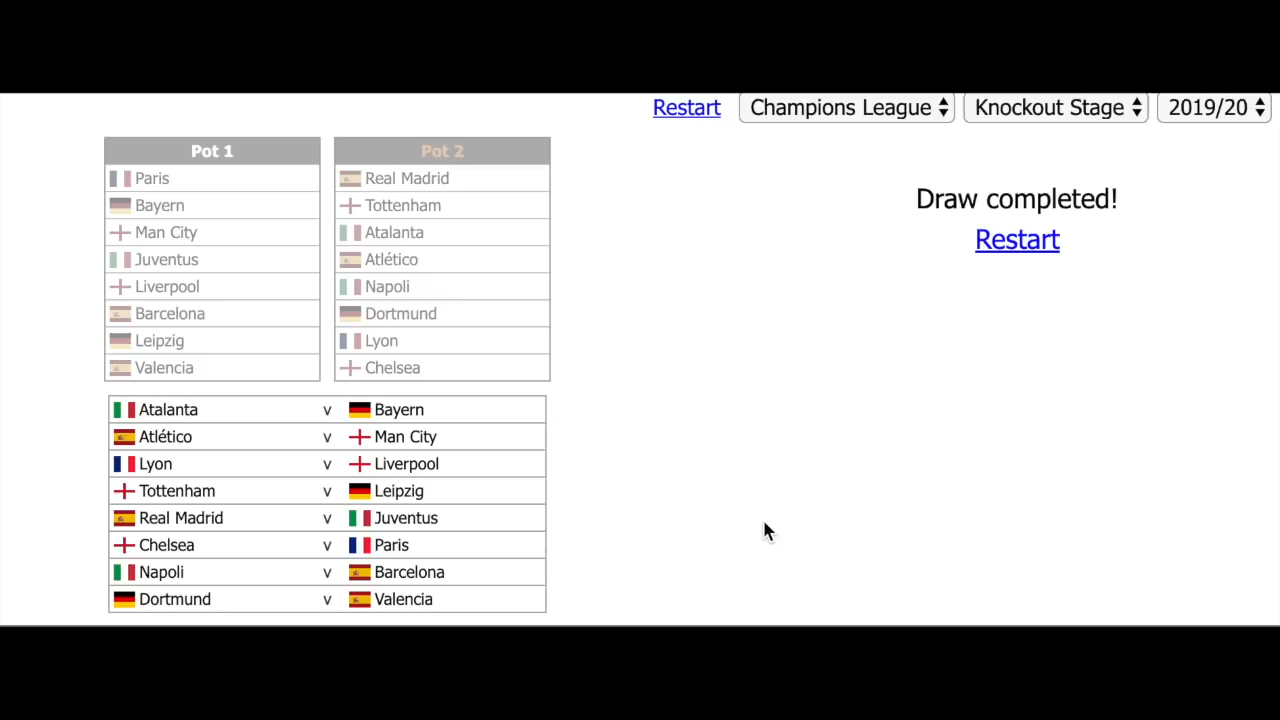 Restart Champions League Knockout Stage 2019/20
Pot 1
Paris
Bayern
Man City
Juventus
Liverpool
Barcelona
Leipzig
Valencia
Pot 2
Real Madrid
Tottenham
Atalanta
Atlético
Napoli
Dortmund
Lyon
Chelsea
Draw completed!
Restart
Atalanta v Bayern
Atlético v Man City
Lyon v Liverpool
Tottenham v Leipzig
Real Madrid v Juventus
Chelsea v Paris
Napoli v Barcelona
Dortmund v Valencia